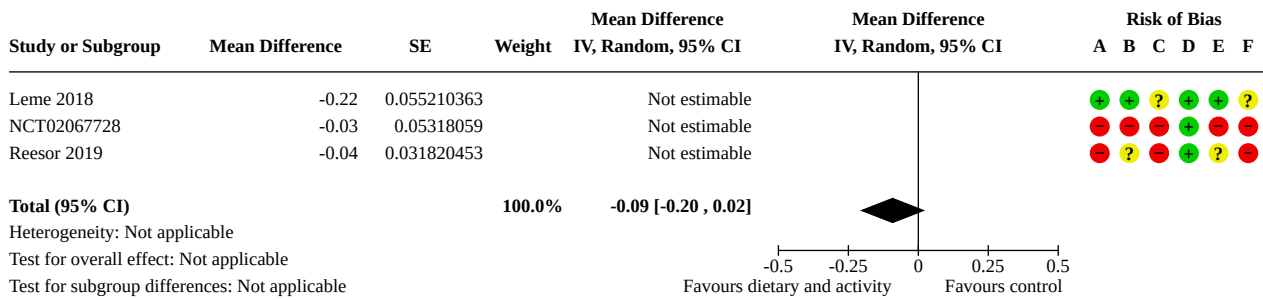 Mean Difference Mean Difference Risk of Bias
Study or Subgroup Mean Difference SE Weight IV, Random, 95% CI IV, Random, 95% CI A B C D E F
Leme 2018 -0.22 0.055210363 Not estimable + + ? + + ?
NCT02067728 -0.03 0.05318059 Not estimable − − − + − −
Reesor 2019 -0.04 0.031820453 Not estimable − ? − + ? −
Total (95% CI) 100.0% -0.09 [-0.20 , 0.02]
Heterogeneity: Not applicable
Test for overall effect: Not applicable -0.5 -0.25 0 0.25 0.5
Test for subgroup differences: Not applicable Favours dietary and activity Favours control